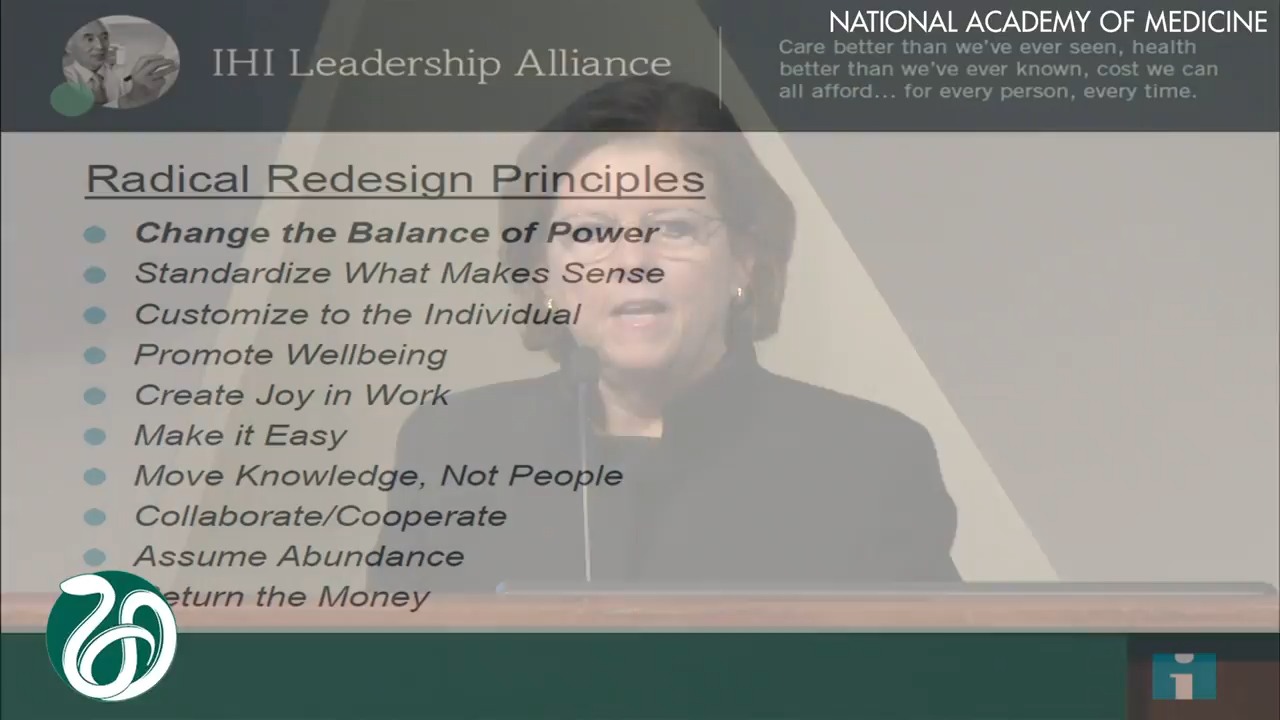 NATIONAL ACADEMY OF MEDICINE
IHI Leadership Alliance
Care better than we've ever seen, health
better than we've ever known, cost we can
all afford... for every person, every time.
Radical Redesign Principles
Change the Balance of Power
Standardize What Makes Sense
Customize to the Individual
Promote Wellbeing
Create Joy in Work
Make it Easy
Move Knowledge, Not People
Collaborate/Cooperate
Assume Abundance
Return the Money